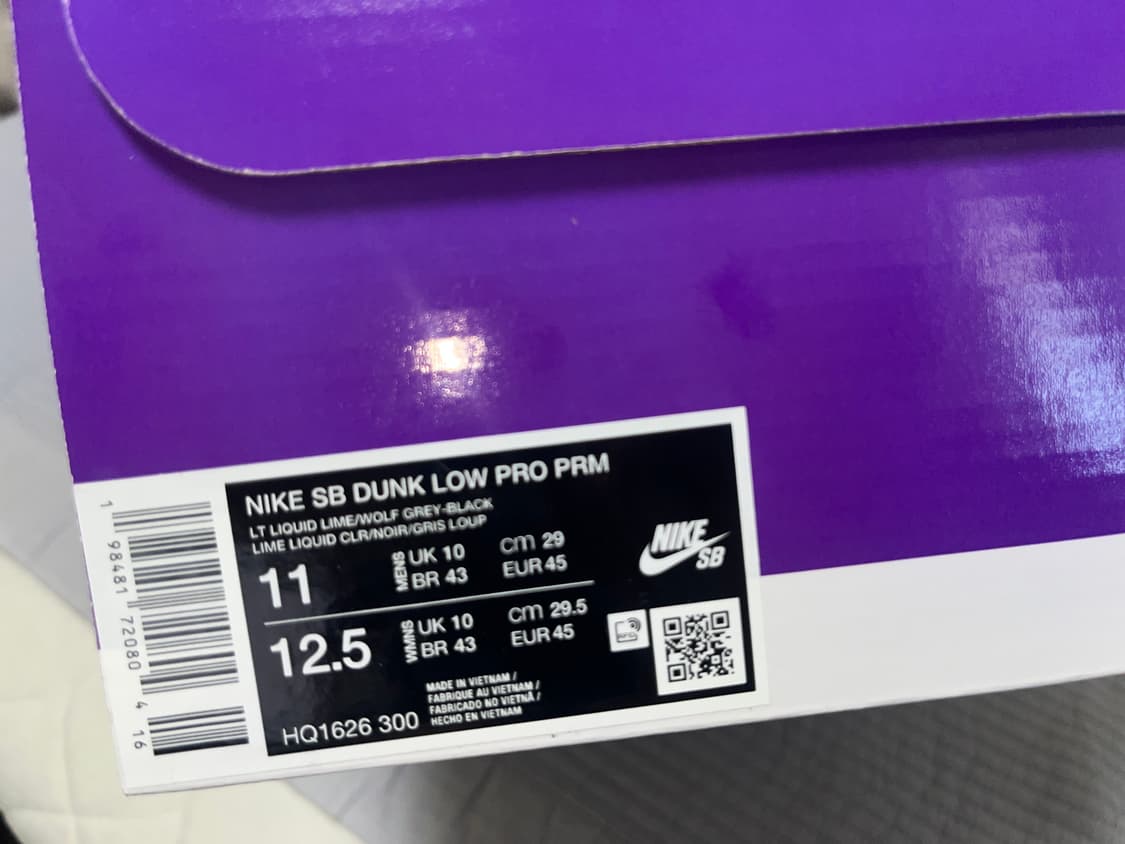 NIKE SB DUNK LOW PRO PRM
LT LIQUID LIME/WOLF GREY-BLACK
LIME LIQUID CLR/NOIR/GRIS LOUP
11
MENS
UK 10
BR 43
cm 29
EUR 45
12.5
WMNS
UK 10
BR 43
cm 29.5
EUR 45
HQ1626 300
MADE IN VIETNAM /
FABRIQUE AU VIETNAM /
FABRICADO NO VIETNÃ /
HECHO EN VIETNAM
NIKE
SB
RFID
1 98481 72080 4 16